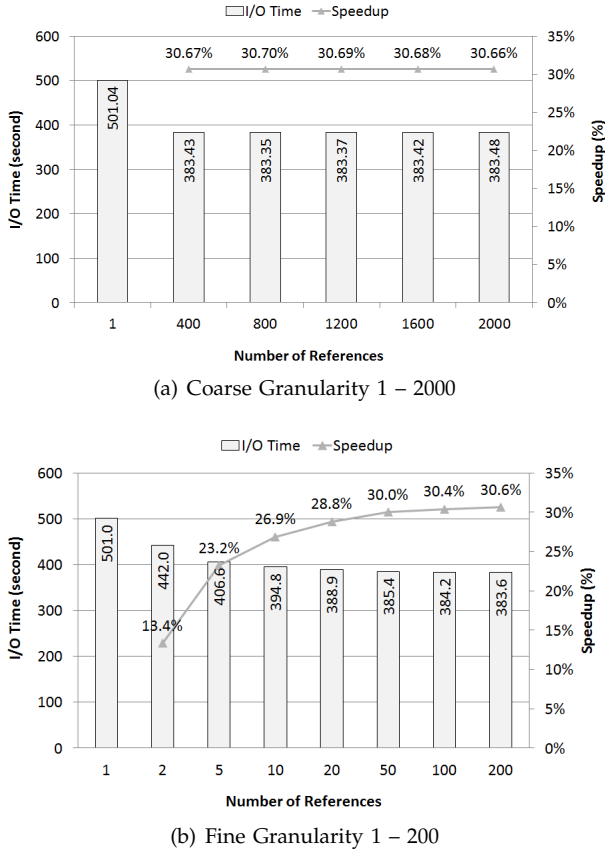 I/O Time Speedup
600 35%
30.67% 30.70% 30.69% 30.68% 30.66%
500 30%
400 25%
300 20%
200 15%
100 10%
0 5%
0%
I/O Time (second)
Speedup (%)
501.04 383.43 383.35 383.37 383.42 383.48
1 400 800 1200 1600 2000
Number of References
(a) Coarse Granularity 1 – 2000
I/O Time Speedup
600 35%
500 30%
400 25%
300 20%
200 15%
100 10%
0 5%
0%
I/O Time (second)
Speedup (%)
13.4% 23.2% 26.9% 28.8% 30.0% 30.4% 30.6%
501.0 442.0 406.6 394.8 388.9 385.4 384.2 383.6
1 2 5 10 20 50 100 200
Number of References
(b) Fine Granularity 1 – 200